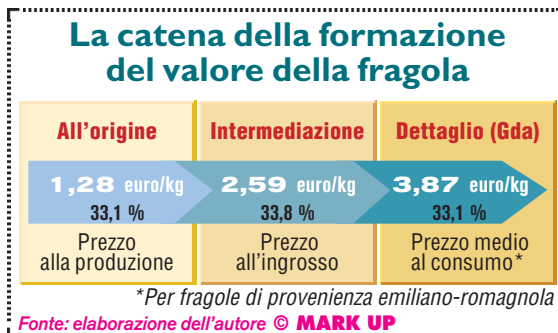 La catena della formazione
del valore della fragola
All'origine Intermediazione Dettaglio (Gda)
1,28 euro/kg 2,59 euro/kg 3,87 euro/kg
33,1 % 33,8 % 33,1 %
Prezzo Prezzo Prezzo medio
alla produzione all'ingrosso al consumo*
*Per fragole di provenienza emiliano-romagnola
Fonte: elaborazione dell'autore © MARK UP